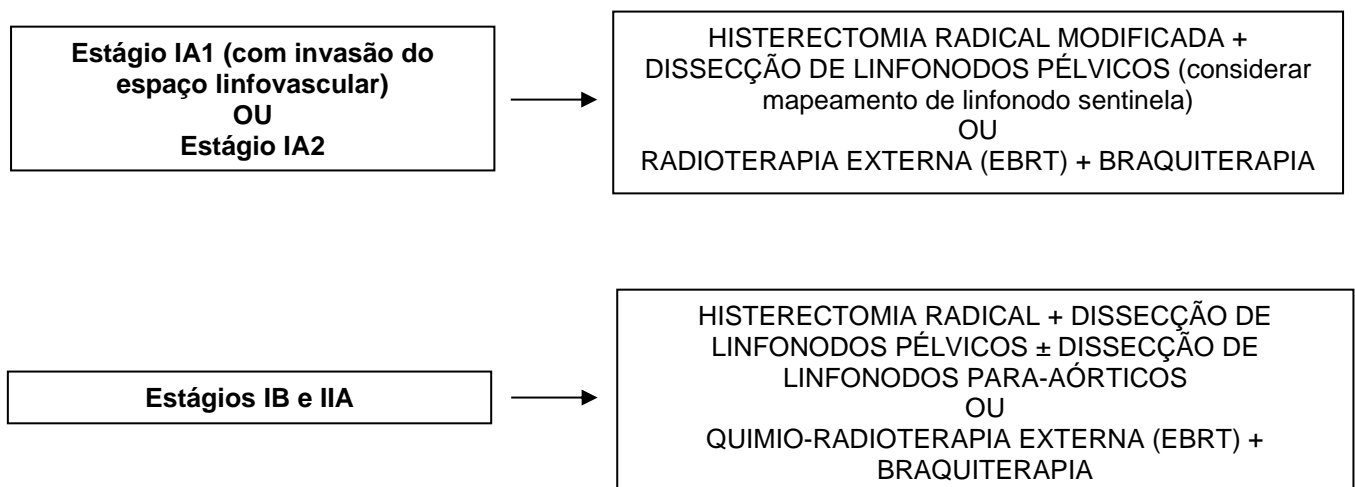 Estágio IA1 (com invasão do
espaço linfovascular)
OU
Estágio IA2
HISTERECTOMIA RADICAL MODIFICADA +
DISSECÇÃO DE LINFONODOS PÉLVICOS (considerar
mapeamento de linfonodo sentinela)
OU
RADIOTERAPIA EXTERNA (EBRT) + BRAQUITERAPIA
Estágios IB e IIA
HISTERECTOMIA RADICAL + DISSECÇÃO DE
LINFONODOS PÉLVICOS ± DISSECÇÃO DE
LINFONODOS PARA-AÓRTICOS
OU
QUIMIO-RADIOTERAPIA EXTERNA (EBRT) +
BRAQUITERAPIA